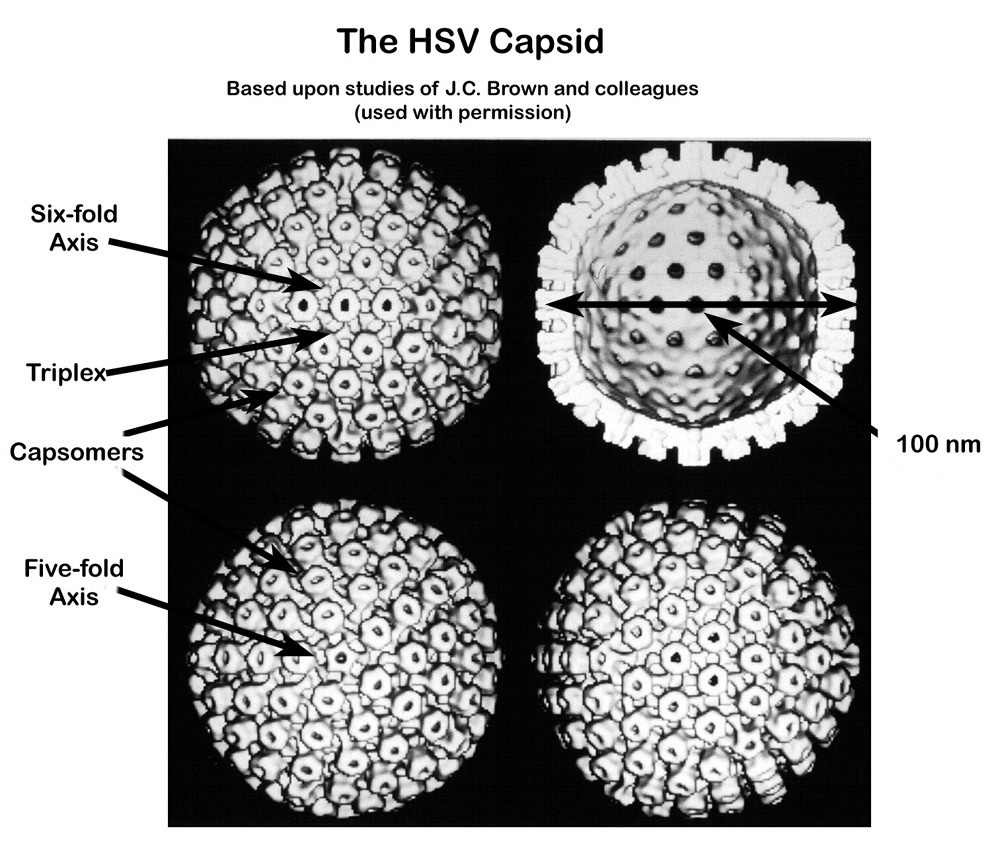 The HSV Capsid
Based upon studies of J.C. Brown and colleagues
(used with permission)
Six-fold
Axis
Triplex
Capsomers
100 nm
Five-fold
Axis